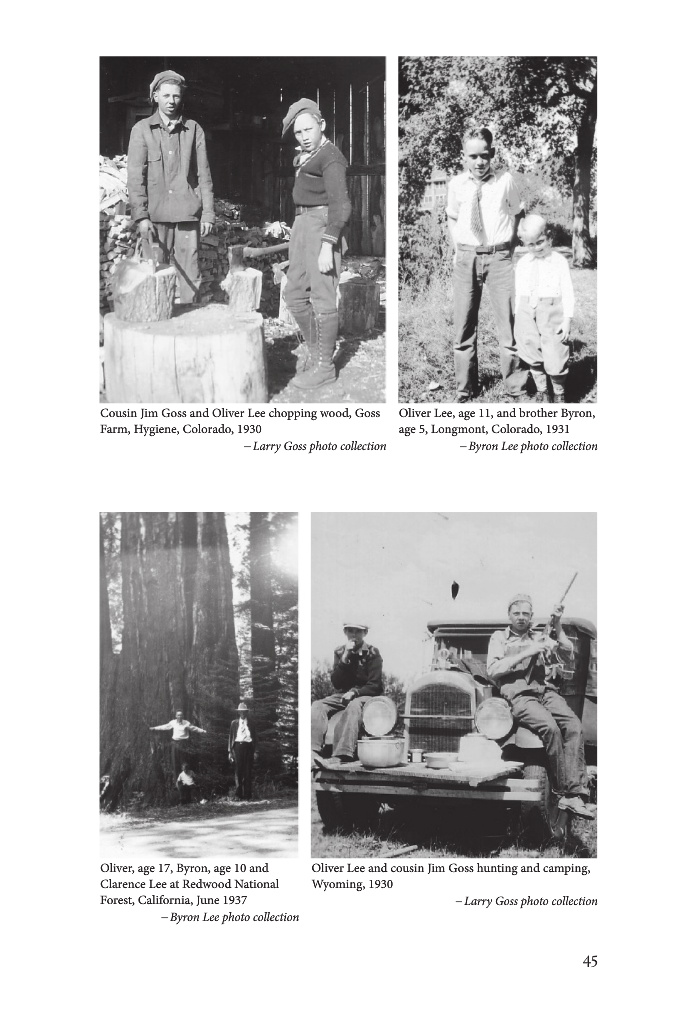 Cousin Jim Goss and Oliver Lee chopping wood, Goss
Farm, Hygiene, Colorado, 1930
—Larry Goss photo collection
Oliver Lee, age 11, and brother Byron,
age 5, Longmont, Colorado, 1931
—Byron Lee photo collection
Oliver, age 17, Byron, age 10 and
Clarence Lee at Redwood National
Forest, California, June 1937
—Byron Lee photo collection
Oliver Lee and cousin Jim Goss hunting and camping,
Wyoming, 1930
—Larry Goss photo collection
45